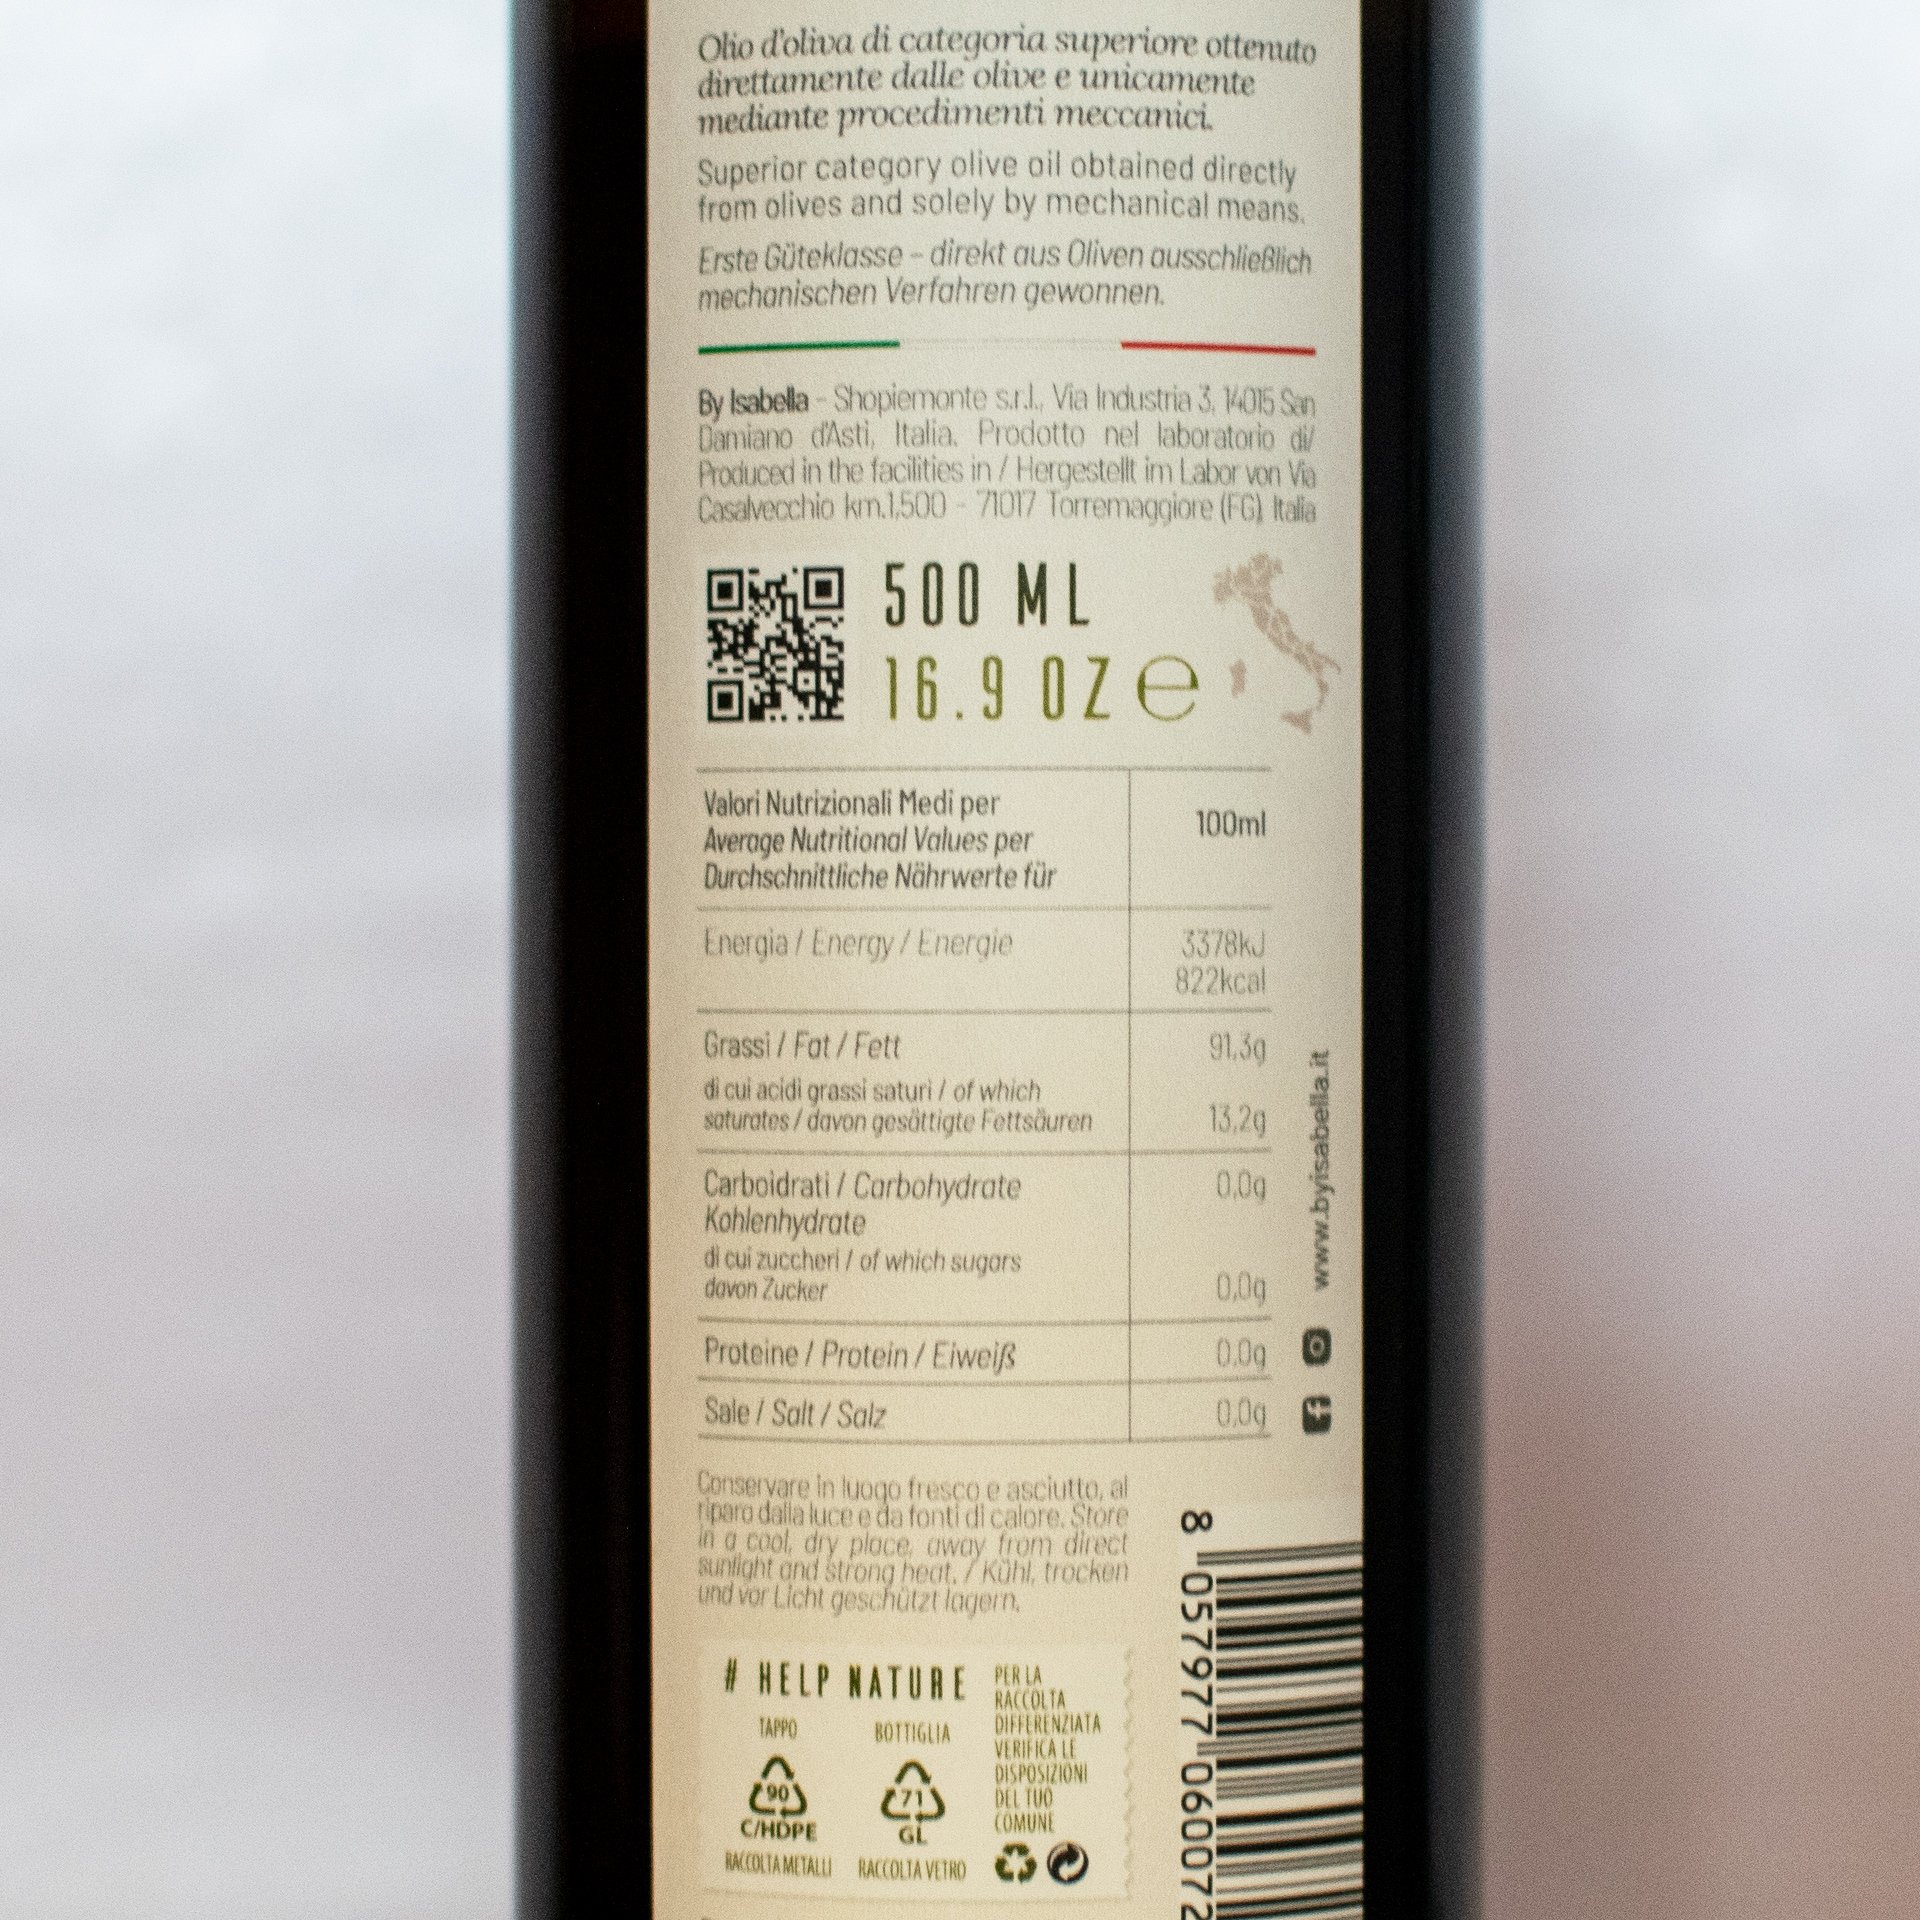 Olio d'oliva di categoria superiore ottenuto
direttamente dalle olive e unicamente
mediante procedimenti meccanici.
Superior category olive oil obtained directly
from olives and solely by mechanical means.
Erste Güteklasse – direkt aus Oliven ausschließlich
mechanischen Verfahren gewonnen.
By Isabella - Shopiemonte s.r.l., Via Industria 3, 14015 San
Damiano d'Asti, Italia. Prodotto nel laboratorio di/
Produced in the facilities in / Hergestellt im Labor von Via
Casalvecchio km.1,500 - 71017 Torremaggiore (FG) Italia
500 ML
16.9 OZ e
Valori Nutrizionali Medi per
Average Nutritional Values per
Durchschnittliche Nährwerte für
100ml
Energia / Energy / Energie 3378kJ
822kcal
Grassi / Fat / Fett 91,3g
di cui acidi grassi saturi / of which
saturates / davon gesättigte Fettsäuren 13,2g
Carboidrati / Carbohydrate 0,0g
Kohlenhydrate
di cui zuccheri / of which sugars
davon Zucker 0,0g
Proteine / Protein / Eiweiß 0,0g
Sale / Salt / Salz 0,0g
www.byisabella.it
Conservare in luogo fresco e asciutto, al
riparo dalla luce e da fonti di calore. Store
in a cool, dry place, away from direct
sunlight and strong heat. / Kühl, trocken
und vor Licht geschützt lagern.
# HELP NATURE
TAPPO
90
C/HDPE
RACCOLTA METALLI
BOTTIGLIA
71
GL
RACCOLTA VETRO
PER LA
RACCOLTA
DIFFERENZIATA
VERIFICA LE
DISPOSIZIONI
DEL TUO
COMUNE
8 057977 060072